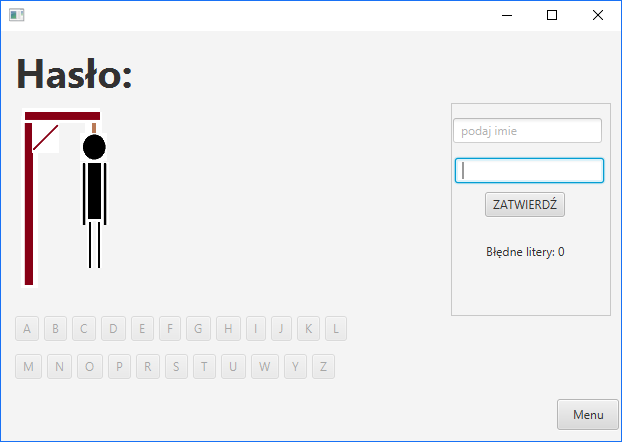 Hasło:
podaj imie
ZATWIERDŹ
Błędne litery: 0
A B C D E F G H I J K L
M N O P R S T U W Y Z
Menu